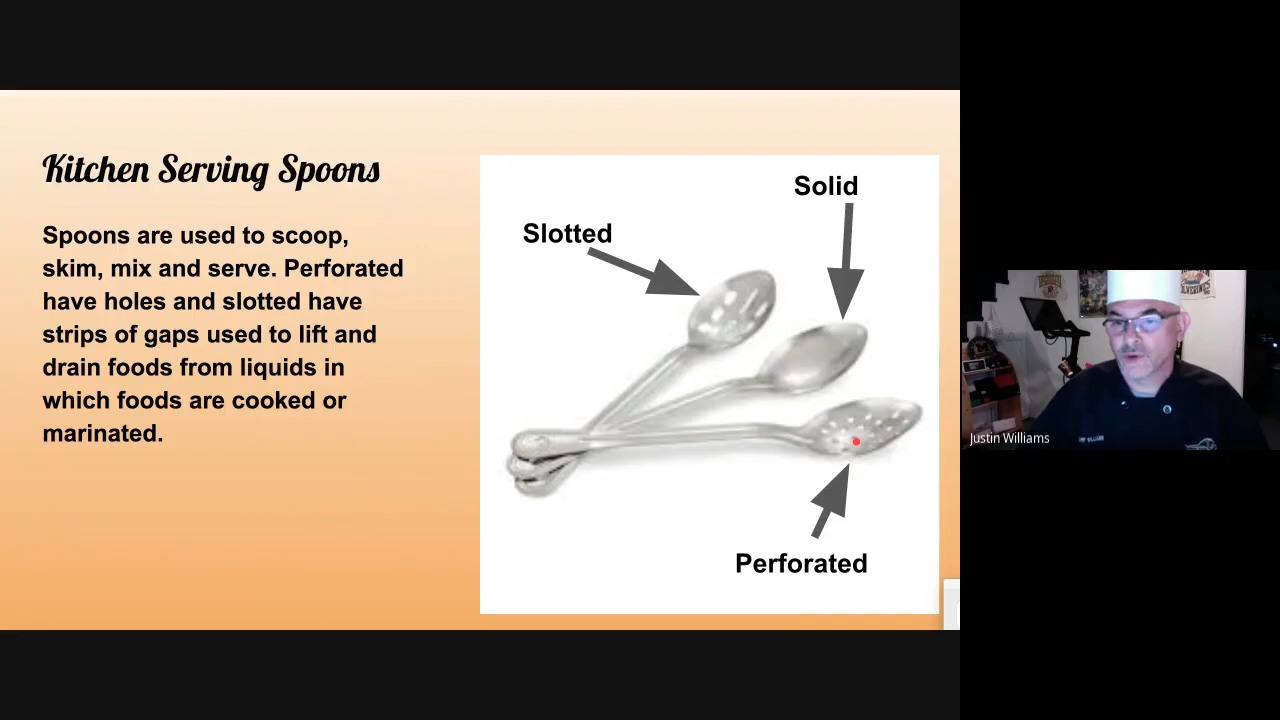 Kitchen Serving Spoons
Spoons are used to scoop,
skim, mix and serve. Perforated
have holes and slotted have
strips of gaps used to lift and
drain foods from liquids in
which foods are cooked or
marinated.
Slotted
Solid
Perforated
Justin Williams